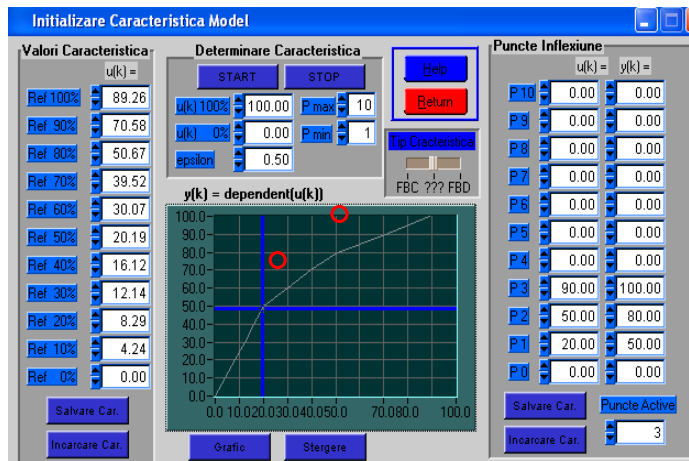 Initializare Caracteristica Model
Valori Caracteristica
u(k) =
Ref 100% 89.26
Ref 90% 70.58
Ref 80% 50.67
Ref 70% 39.52
Ref 60% 30.07
Ref 50% 20.19
Ref 40% 16.12
Ref 30% 12.14
Ref 20% 8.29
Ref 10% 4.24
Ref 0% 0.00
Salvare Car.
Incarcare Car.
Determinare Caracteristica
START STOP
u(k) 100% 100.00 P max 10
u(k) 0% 0.00 P min 1
epsilon 0.50
Help
Return
Tip Cracteristica
FBC ??? FBD
y(k) = dependent(u(k))
100.0
90.0
80.0
70.0
60.0
50.0
40.0
30.0
20.0
10.0
0.0
0.0 10.0 20.0 30.0 40.0 50.0 70.0 80.0 100.0
Grafic Stergere
Puncte Inflexiune
u(k) = y(k) =
P 10 0.00 0.00
P 9 0.00 0.00
P 8 0.00 0.00
P 7 0.00 0.00
P 6 0.00 0.00
P 5 0.00 0.00
P 4 0.00 0.00
P 3 90.00 100.00
P 2 50.00 80.00
P 1 20.00 50.00
P 0 0.00 0.00
Salvare Car. Puncte Active
Incarcare Car. 3